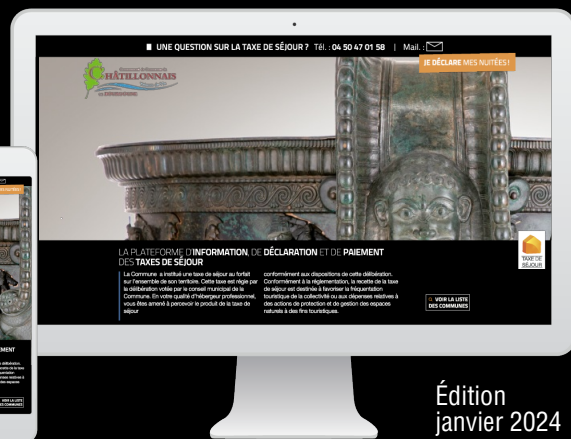 UNE QUESTION SUR LA TAXE DE SÉJOUR ? Tél. : 04 50 47 01 58 | Mail. :
JE DÉCLARE MES NUITÉES !
CHÂTILLONNAIS
LA PLATEFORME D'INFORMATION, DE DÉCLARATION ET DE PAIEMENT
DES TAXES DE SÉJOUR
La Commune a institué une taxe de séjour au forfait
sur l'ensemble de son territoire. Cette taxe est régie par
la délibération votée par le conseil municipal de la
Commune. En votre qualité d'hébergeur professionnel,
vous êtes amené à percevoir le produit de la taxe de
séjour
conformément aux dispositions de cette délibération.
Conformément à la réglementation, la recette de la taxe
de séjour est destinée à favoriser la fréquentation
touristique de la collectivité ou aux dépenses relatives à
des actions de protection et de gestion des espaces
naturels à des fins touristiques.
TAXE DE
SÉJOUR
VOIR LA LISTE
DES COMMUNES
EMENT
VOIR LA LISTE
DES COMMUNES
Édition
janvier 2024